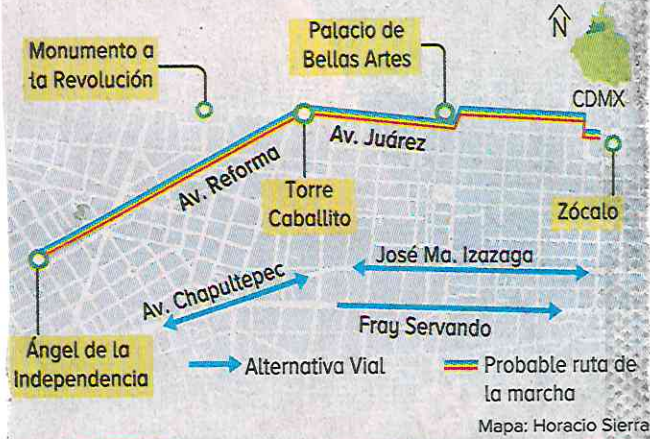 Monumento a
la Revolución
Palacio de
Bellas Artes
N
CDMX
Av. Juárez
Av. Reforma
Torre
Caballito
Zócalo
José Ma. Izazaga
Av. Chapultepec
Fray Servando
Ángel de la
Independencia
Alternativa Vial
Probable ruta de
la marcha
Mapa: Horacio Sierra